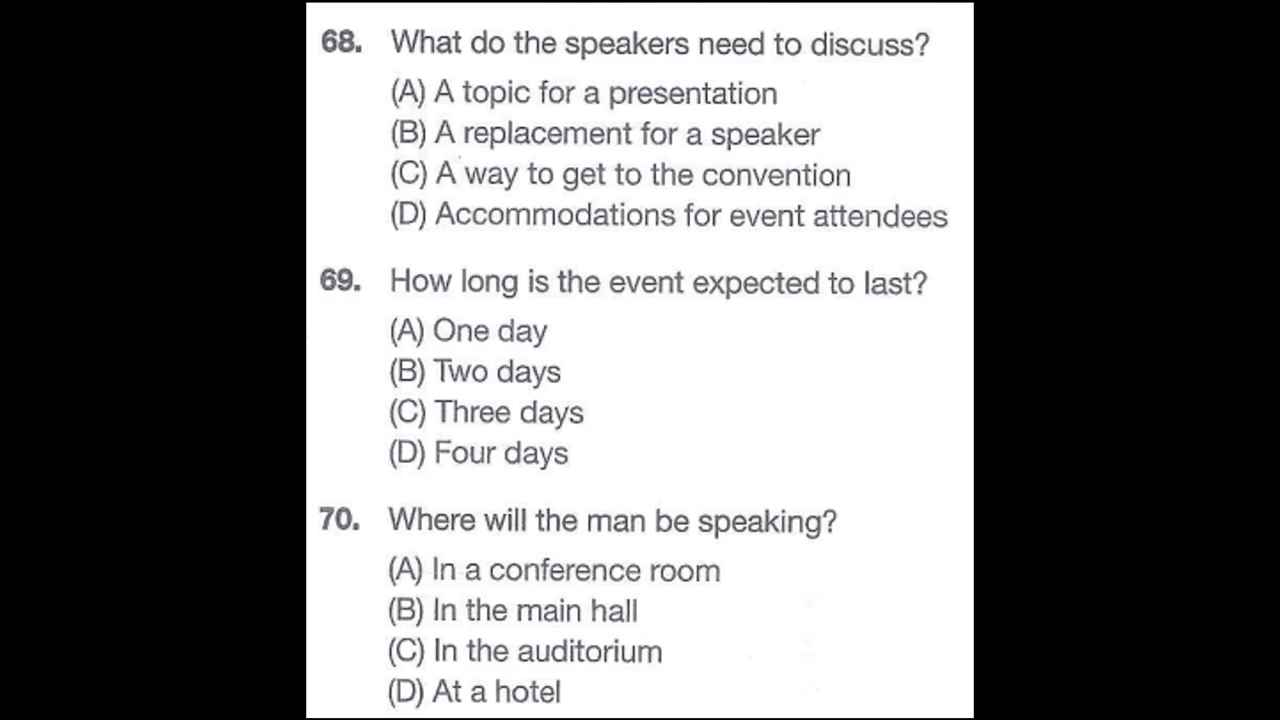 68. What do the speakers need to discuss?
(A) A topic for a presentation
(B) A replacement for a speaker
(C) A way to get to the convention
(D) Accommodations for event attendees
69. How long is the event expected to last?
(A) One day
(B) Two days
(C) Three days
(D) Four days
70. Where will the man be speaking?
(A) In a conference room
(B) In the main hall
(C) In the auditorium
(D) At a hotel